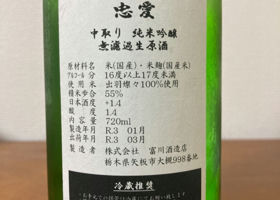 忠愛
中取り 純米吟醸
無濾過生原酒
原材料名 米(国産)・米麹(国産米)
アルコール分 16度以上17度未満
使用米 出羽燦々100%使用
精米歩合 55%
日本酒度 +1.4
酸度 1.4
内容量 720ml
製造年月 R.3 01月
出荷年月 R.3 03月
製造者 株式会社 富川酒造店
栃木県矢板市大槻998番地
冷蔵推奨